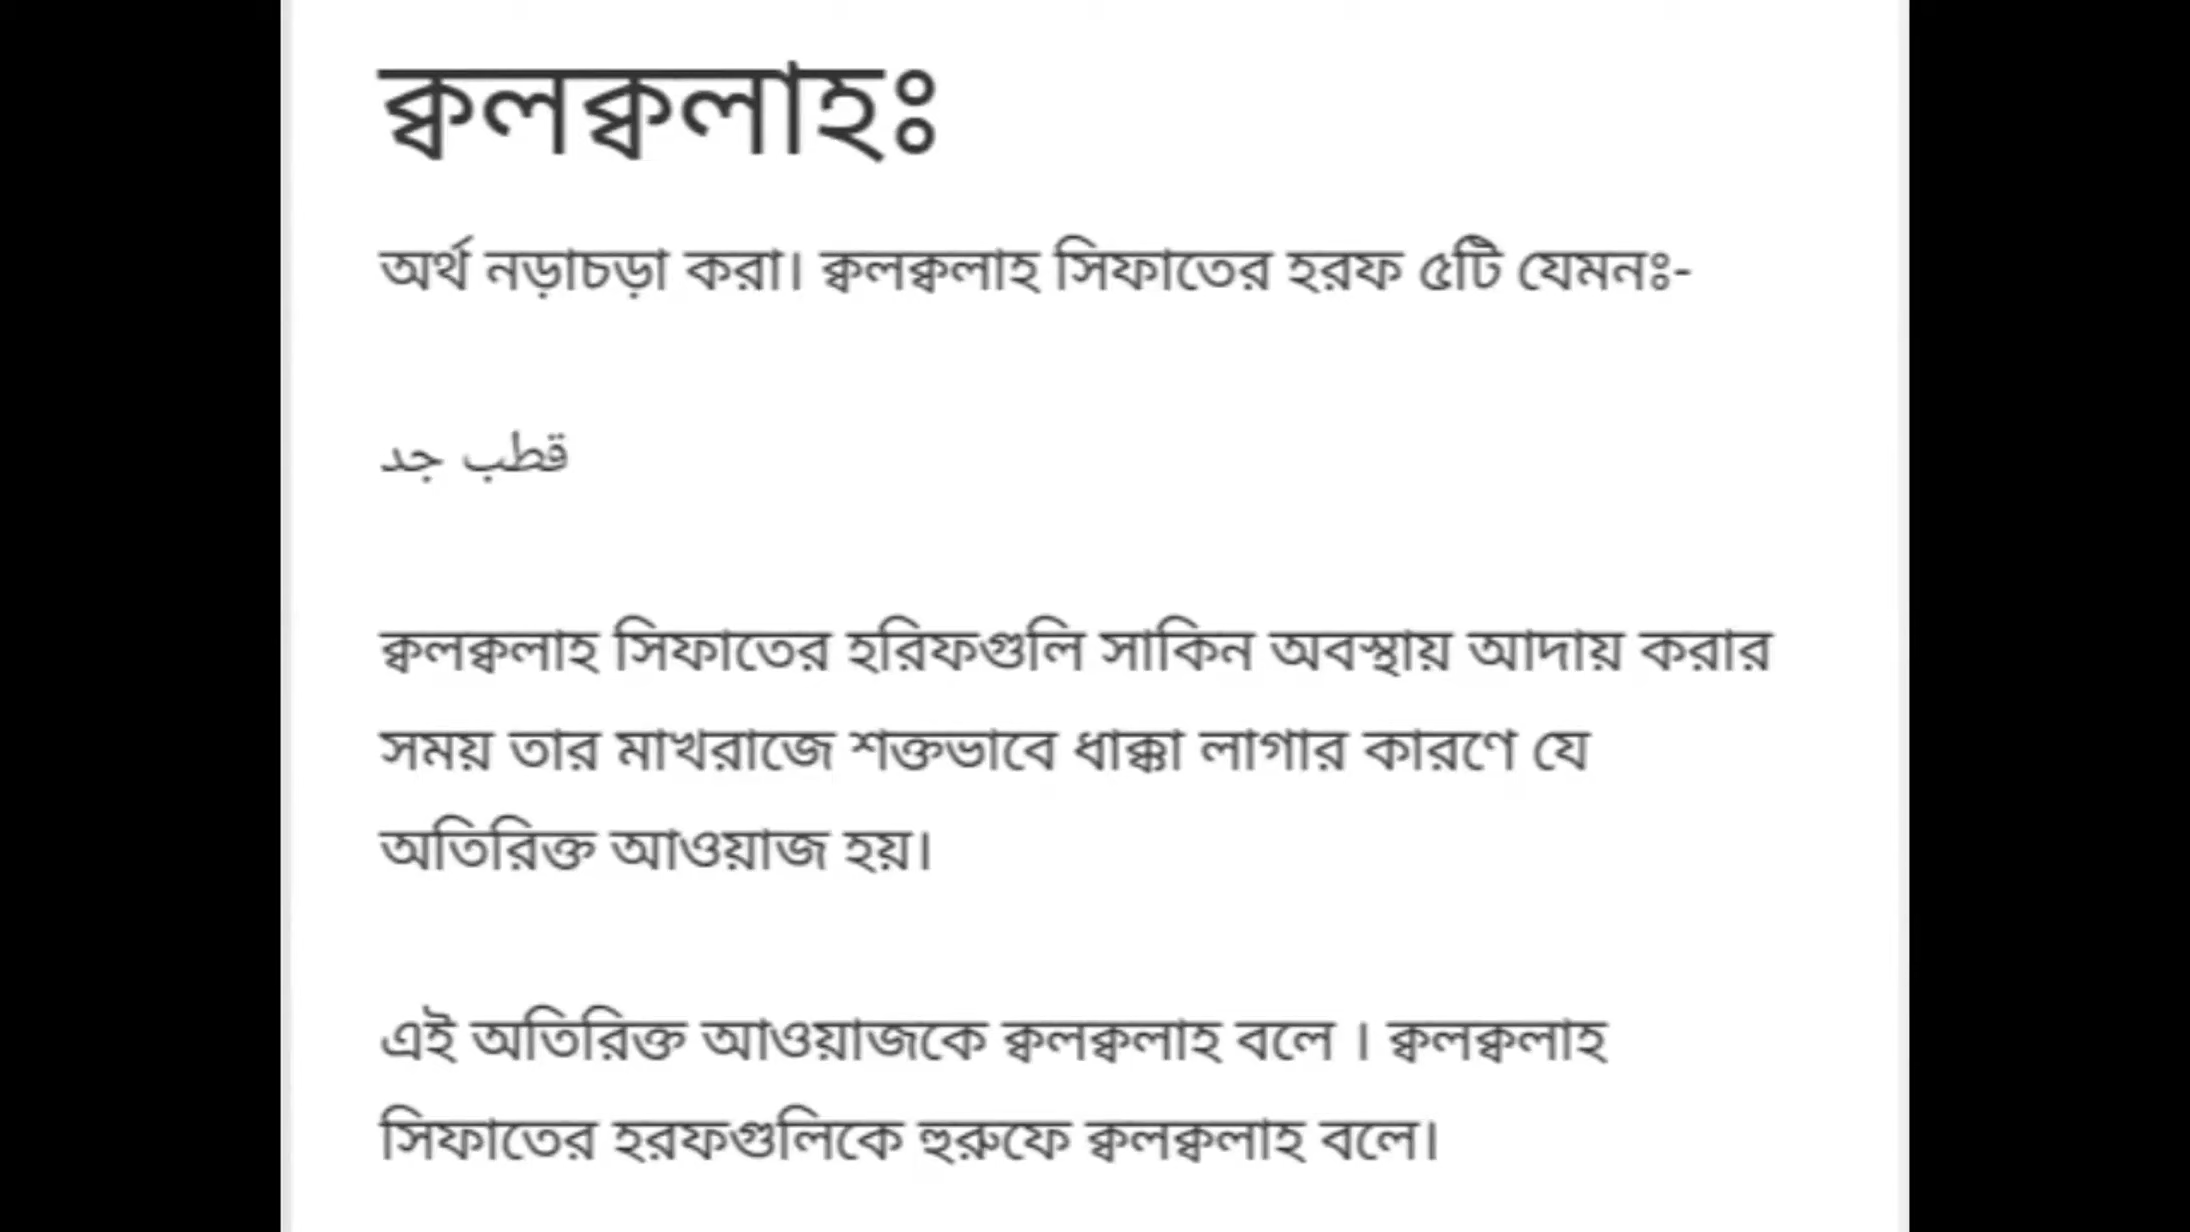 ক্বলক্বলাহঃ
অর্থ নড়াচড়া করা। ক্বলক্বলাহ সিফাতের হরফ ৫টি যেমনঃ-
قطب جد
ক্বলক্বলাহ সিফাতের হরিফগুলি সাকিন অবস্থায় আদায় করার
সময় তার মাখরাজে শক্তভাবে ধাক্কা লাগার কারণে যে
অতিরিক্ত আওয়াজ হয়।
এই অতিরিক্ত আওয়াজকে ক্বলক্বলাহ বলে । ক্বলক্বলাহ
সিফাতের হরফগুলিকে হুরুফে ক্বলক্বলাহ বলে।